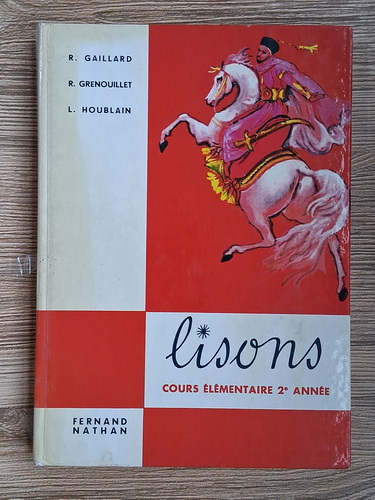 R. GAILLARD
R. GRENOUILLET
L. HOUBLAIN
lisons
COURS ÉLÉMENTAIRE 2e ANNÉE
FERNAND
NATHAN